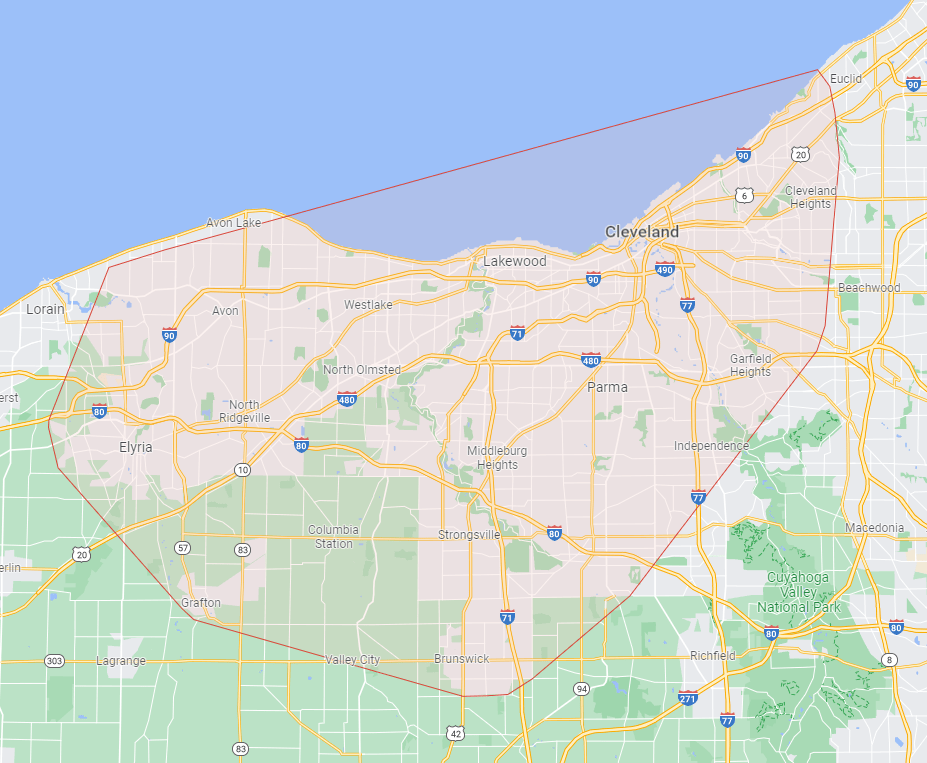 Euclid
90
90
20
Cleveland
Heights
6
Avon Lake
Cleveland
Lakewood
490
90
Beachwood
Lorain
Avon
Westlake
77
90
71
480
Garfield
Heights
North Olmsted
Parma
erst
80
480
North
Ridgeville
Elyria
80
Middleburg
Heights
Independence
10
77
Columbia
Station
Strongsville
80
Macedonia
20
57
83
erlin
Cuyahoga
Valley
National Park
Grafton
71
80
80
303
Lagrange
Valley City
Brunswick
Richfield
8
94
271
77
42
83